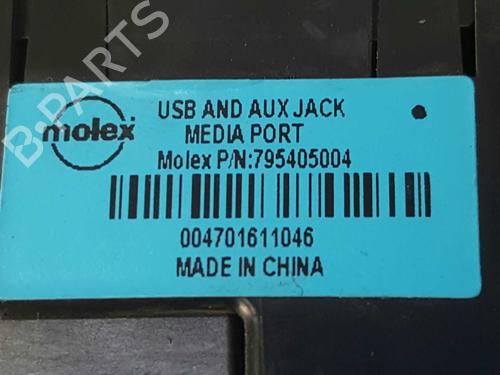 molex
USB AND AUX JACK
MEDIA PORT
Molex P/N:795405004
004701611046
MADE IN CHINA
B-PARTS